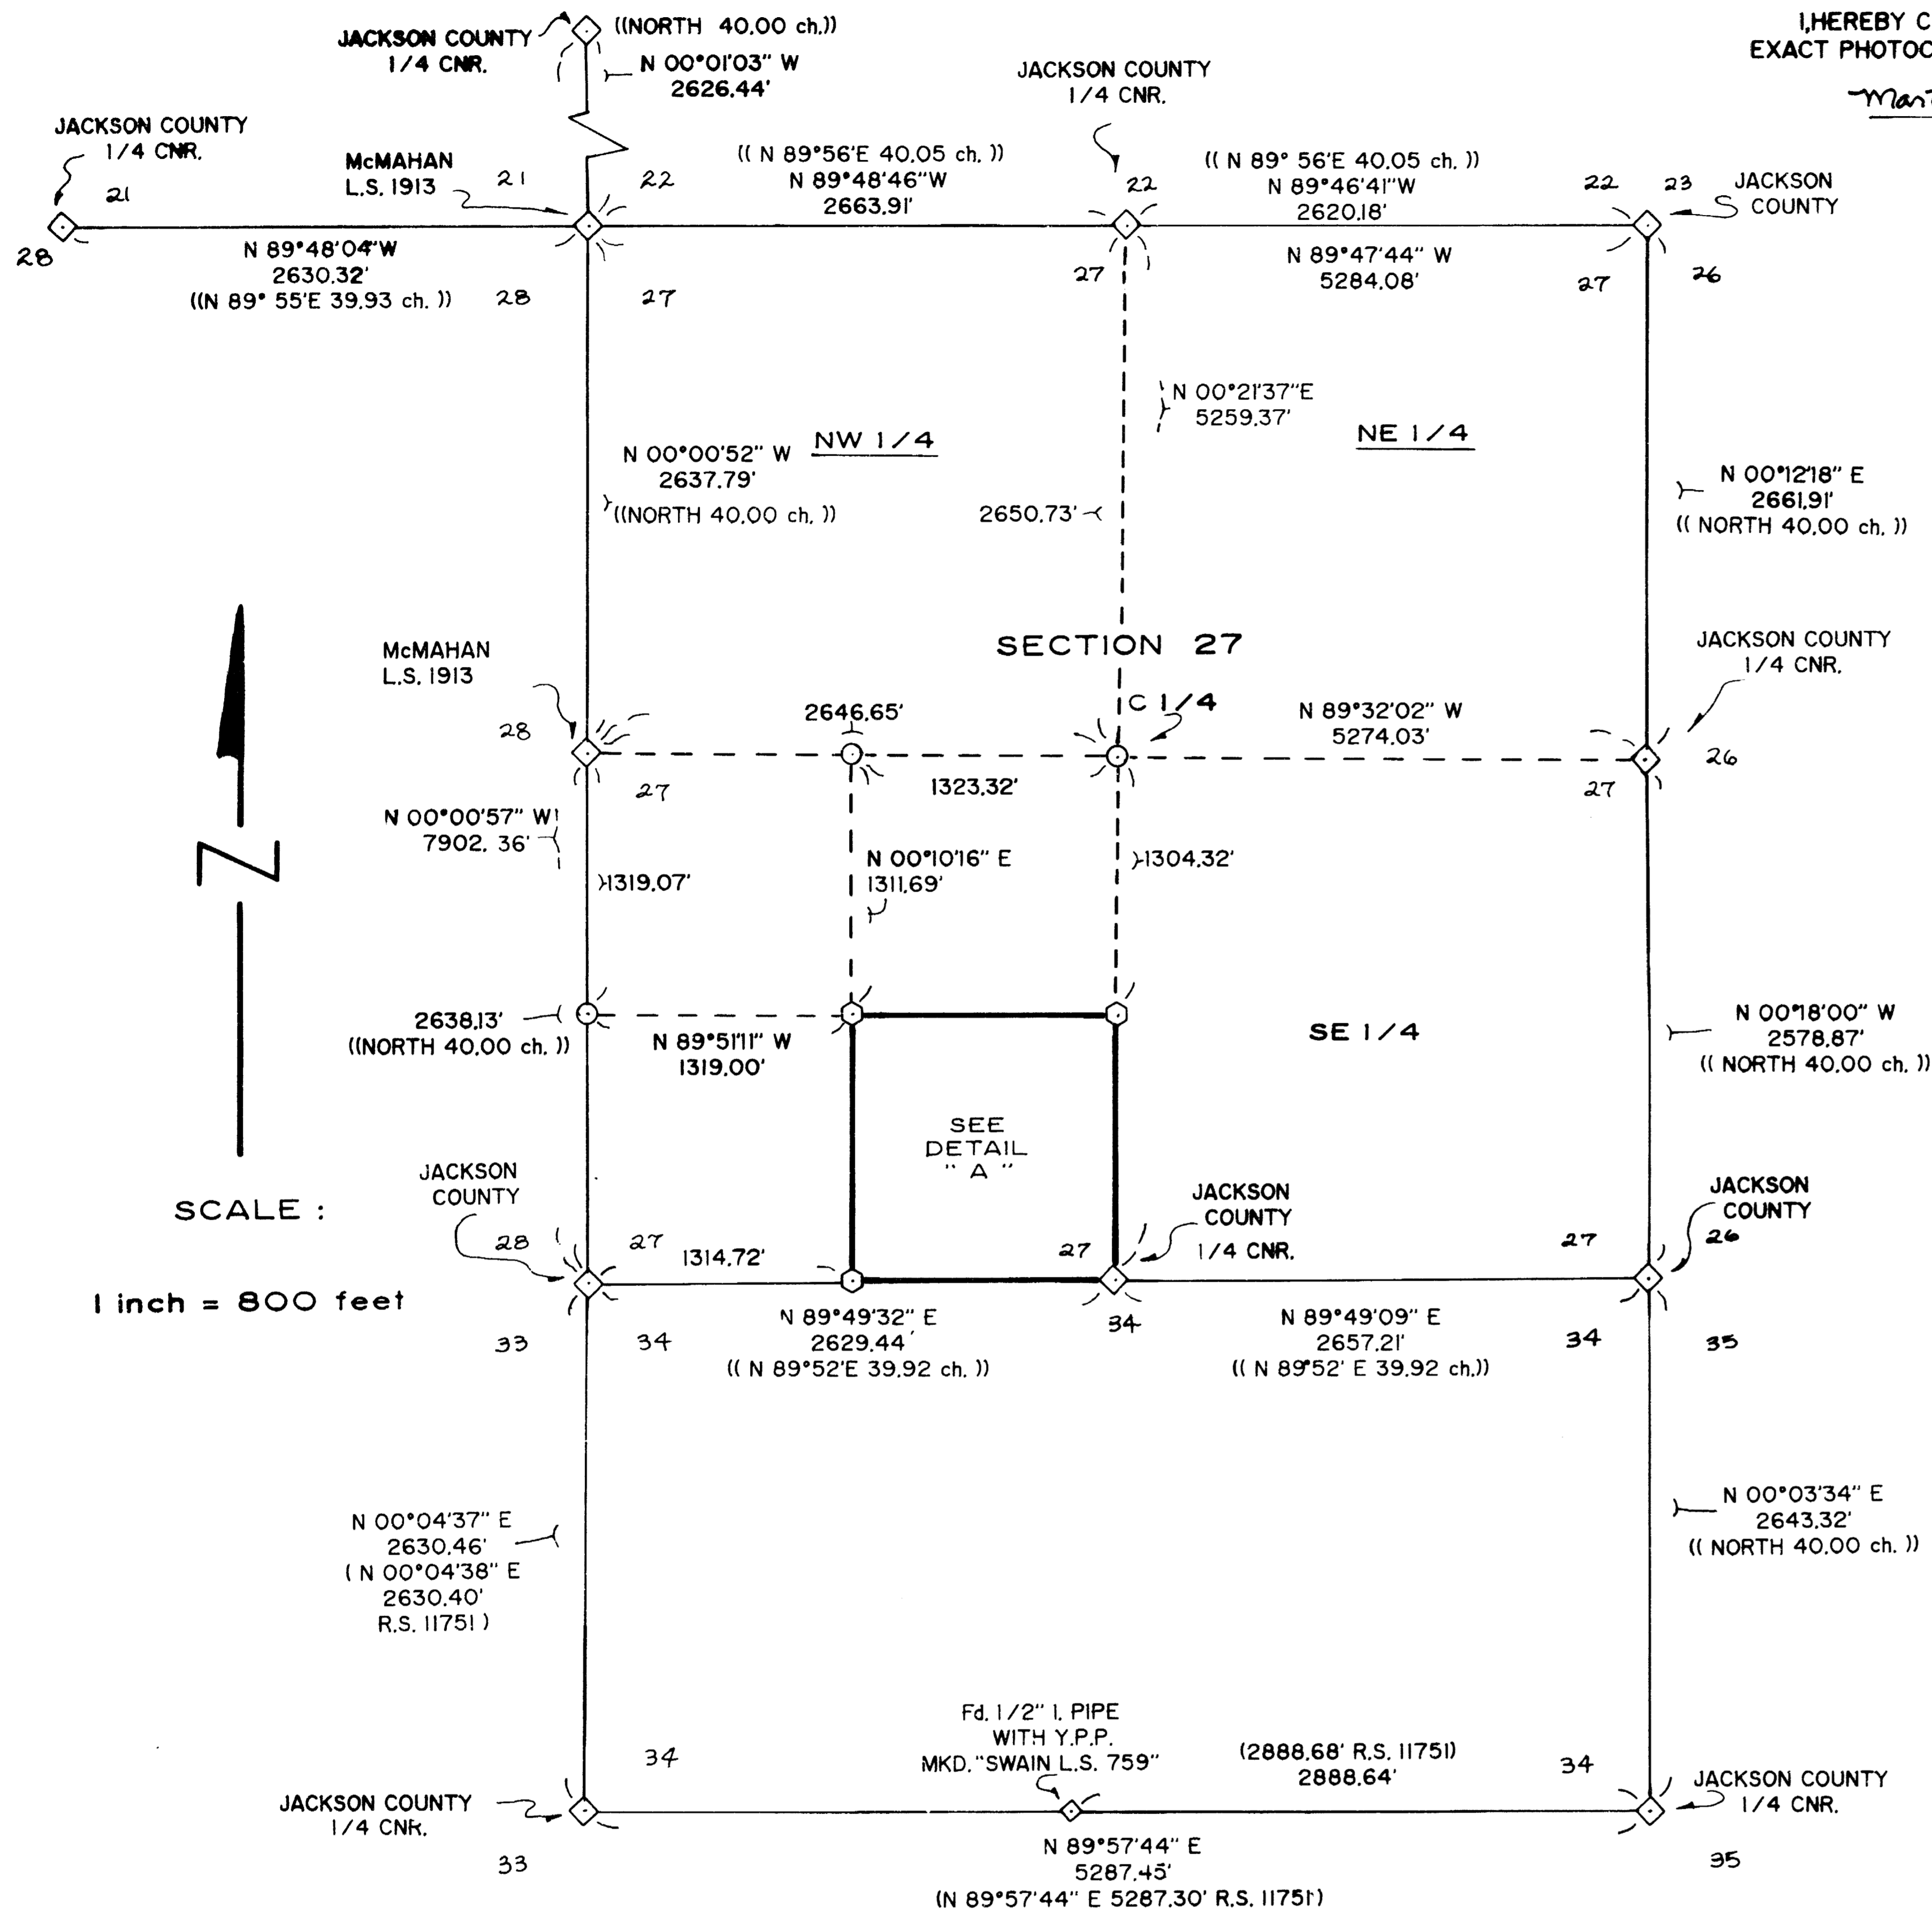 I,HEREBY C
EXACT PHOTOC
JACKSON COUNTY
1/4 CNR.
((NORTH 40.00 ch.))
N 00°01'03" W
2626.44'
JACKSON COUNTY
1/4 CNR.
JACKSON COUNTY
1/4 CNR.
McMAHAN
L.S. 1913
21
21
22
(( N 89°56'E 40.05 ch. ))
N 89°48'46"W
2663.91'
22
(( N 89° 56'E 40.05 ch. ))
N 89°46'41"W
2620.18'
22
23
JACKSON
COUNTY
28
N 89°48'04"W
2630.32'
((N 89° 55'E 39.93 ch. ))
28
27
27
N 89°47'44" W
5284.08'
27
26
N 00°21'37"E
5259.37'
NW 1/4
NE 1/4
N 00°00'52" W
2637.79'
((NORTH 40.00 ch. ))
2650.73'
N 00°12'18" E
2661.91'
(( NORTH 40.00 ch. ))
SECTION 27
McMAHAN
L.S. 1913
JACKSON COUNTY
1/4 CNR.
C 1/4
28
2646.65'
N 89°32'02" W
5274.03'
26
27
1323.32'
27
N 00°00'57" W
7902. 36'
1319.07'
N 00°10'16" E
1311.69'
1304.32'
N
2638.13'
((NORTH 40.00 ch. ))
N 89°51'11" W
1319.00'
SE 1/4
N 00°18'00" W
2578.87'
(( NORTH 40.00 ch. ))
SEE
DETAIL
" A "
JACKSON
COUNTY
SCALE :
1 inch = 800 feet
28
27
1314.72'
27
JACKSON
COUNTY
1/4 CNR.
27
26
JACKSON
COUNTY
33
34
N 89°49'32" E
2629.44'
(( N 89°52'E 39.92 ch. ))
34
N 89°49'09" E
2657.21'
(( N 89°52' E 39.92 ch.))
34
35
N 00°04'37" E
2630.46'
( N 00°04'38" E
2630.40'
R.S. 11751 )
N 00°03'34" E
2643.32'
(( NORTH 40.00 ch. ))
34
Fd. 1/2" I. PIPE
WITH Y.P.P.
MKD. "SWAIN L.S. 759"
(2888.68' R.S. 11751)
2888.64'
34
JACKSON COUNTY
1/4 CNR.
JACKSON COUNTY
1/4 CNR.
33
N 89°57'44" E
5287.45'
(N 89°57'44" E 5287.30' R.S. 11751)
35